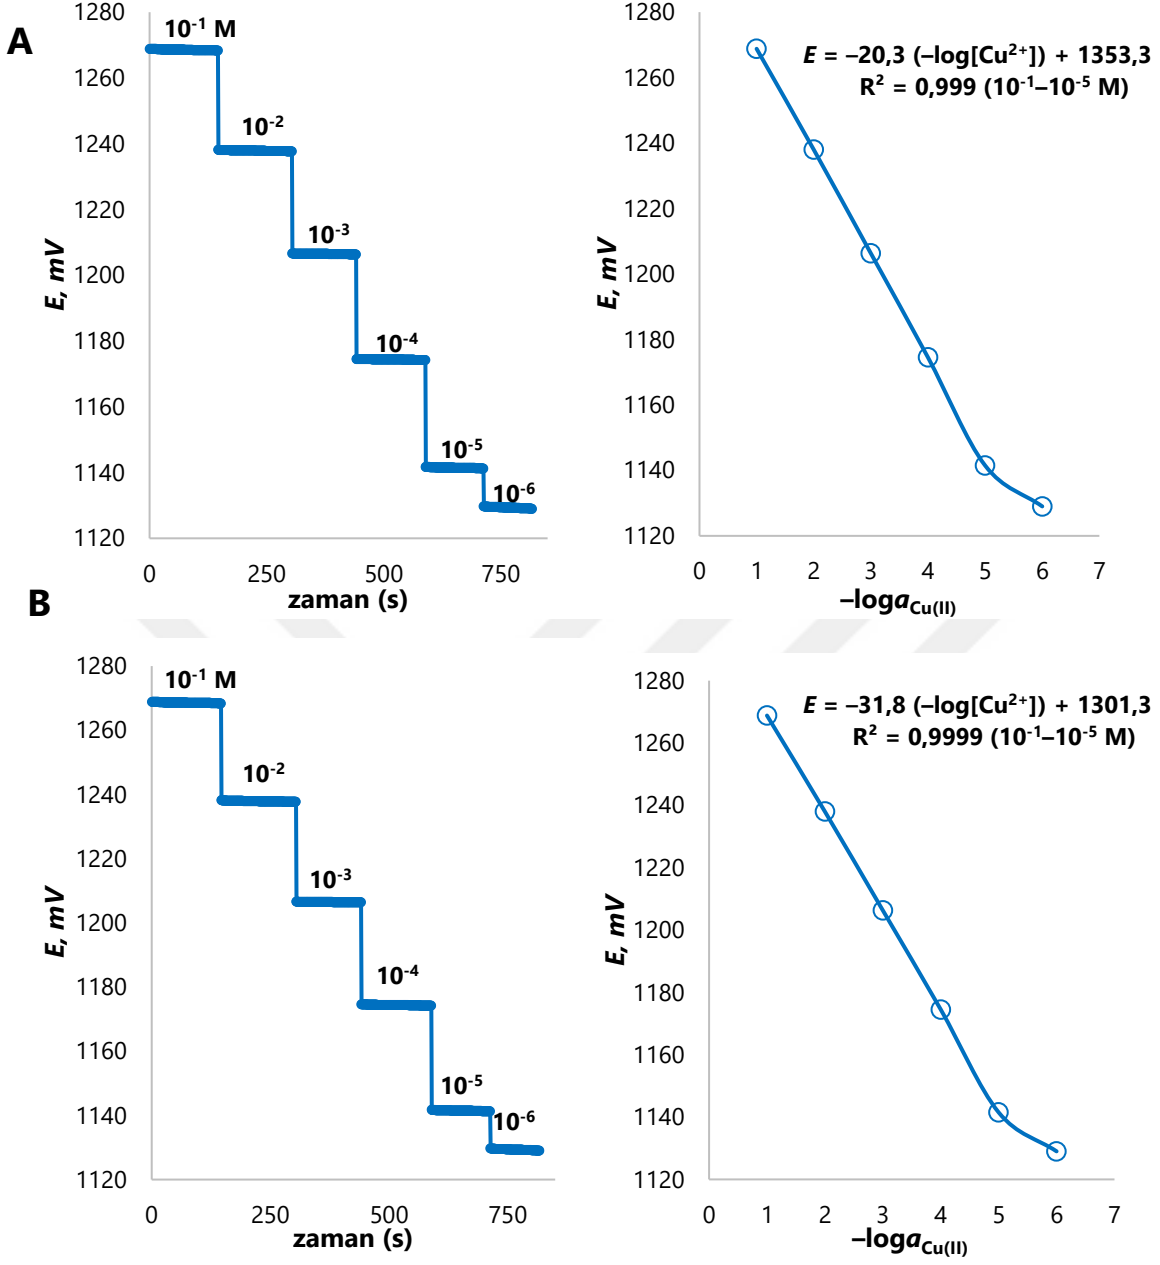 A
1280
1260
1240
1220
1200
1180
1160
1140
1120
E, mV
10⁻¹ M
10⁻²
10⁻³
10⁻⁴
10⁻⁵
10⁻⁶
0 250 500 750
zaman (s)
1280
1260
1240
1220
1200
1180
1160
1140
1120
E, mV
E = –20,3 (–log[Cu²⁺]) + 1353,3
R² = 0,999 (10⁻¹–10⁻⁵ M)
0 1 2 3 4 5 6 7
–loga Cu(II)
B
1280
1260
1240
1220
1200
1180
1160
1140
1120
E, mV
10⁻¹ M
10⁻²
10⁻³
10⁻⁴
10⁻⁵
10⁻⁶
0 250 500 750
zaman (s)
1280
1260
1240
1220
1200
1180
1160
1140
1120
E, mV
E = –31,8 (–log[Cu²⁺]) + 1301,3
R² = 0,9999 (10⁻¹–10⁻⁵ M)
0 1 2 3 4 5 6 7
–loga Cu(II)